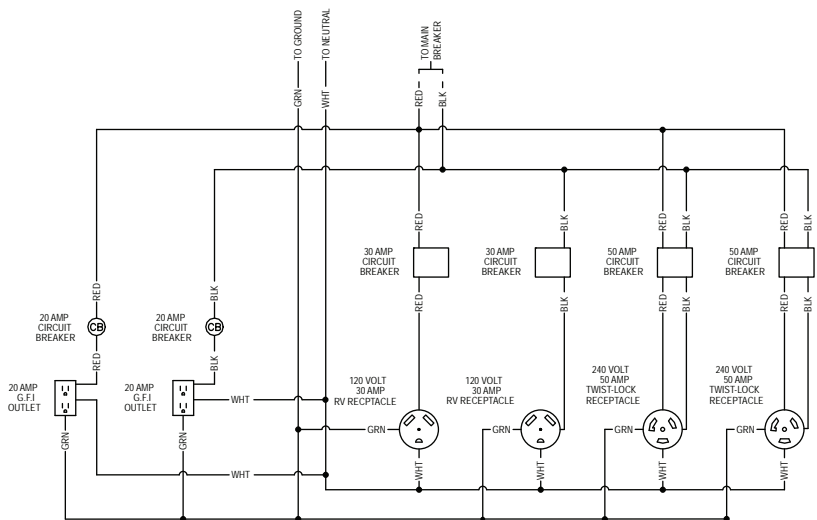 TO GROUND
TO NEUTRAL
TO MAIN
BREAKER
GRN
WHT
RED
BLK
RED
BLK
RED
BLK
RED
BLK
30 AMP
CIRCUIT
BREAKER
30 AMP
CIRCUIT
BREAKER
50 AMP
CIRCUIT
BREAKER
50 AMP
CIRCUIT
BREAKER
RED
BLK
RED
BLK
RED
BLK
RED
BLK
20 AMP
CIRCUIT
BREAKER
CB
20 AMP
CIRCUIT
BREAKER
CB
RED
BLK
20 AMP
G.F.I
OUTLET
20 AMP
G.F.I
OUTLET
WHT
120 VOLT
30 AMP
RV RECPTACLE
120 VOLT
30 AMP
RV RECEPTACLE
240 VOLT
50 AMP
TWIST-LOCK
RECEPTACLE
240 VOLT
50 AMP
TWIST-LOCK
RECEPTACLE
GRN
GRN
GRN
GRN
GRN
GRN
WHT
WHT
WHT
WHT
WHT